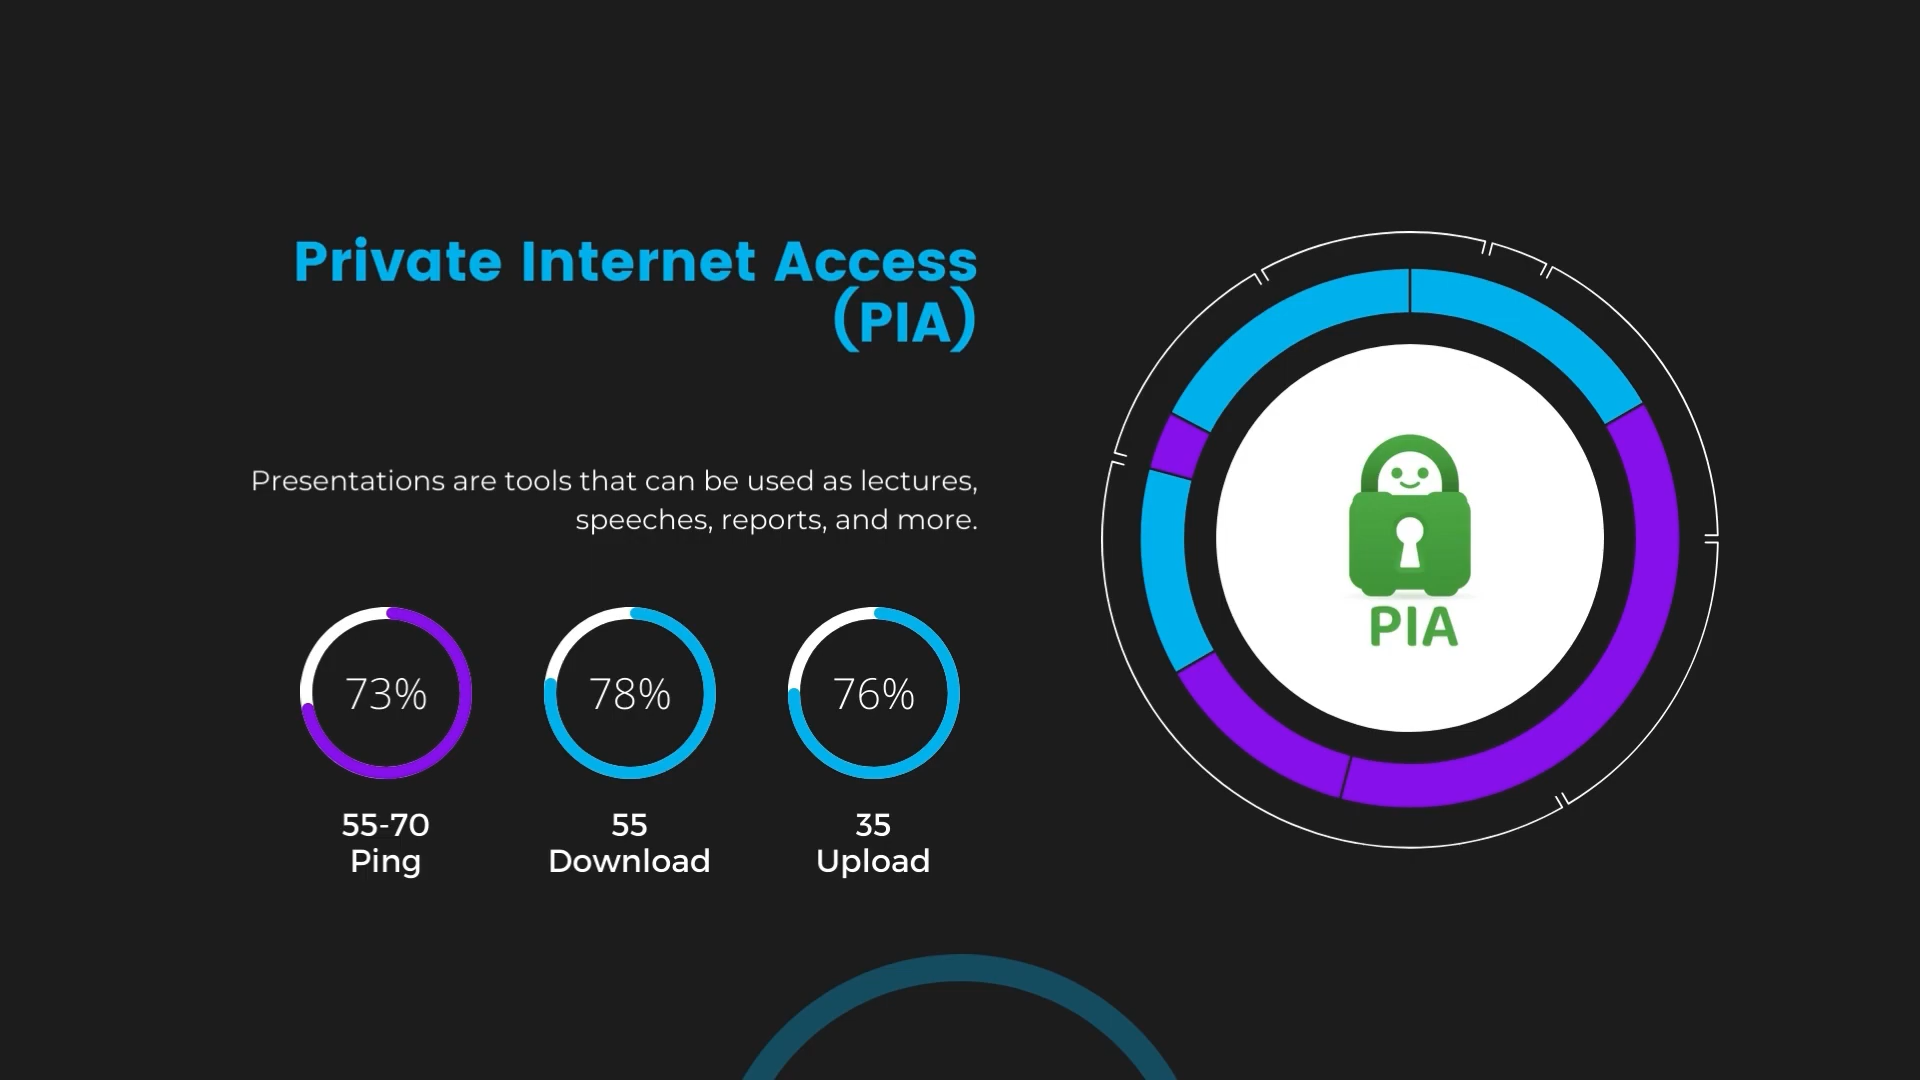 Private Internet Access
(PIA)
Presentations are tools that can be used as lectures,
speeches, reports, and more.
73%
78%
76%
55-70
Ping
55
Download
35
Upload
PIA